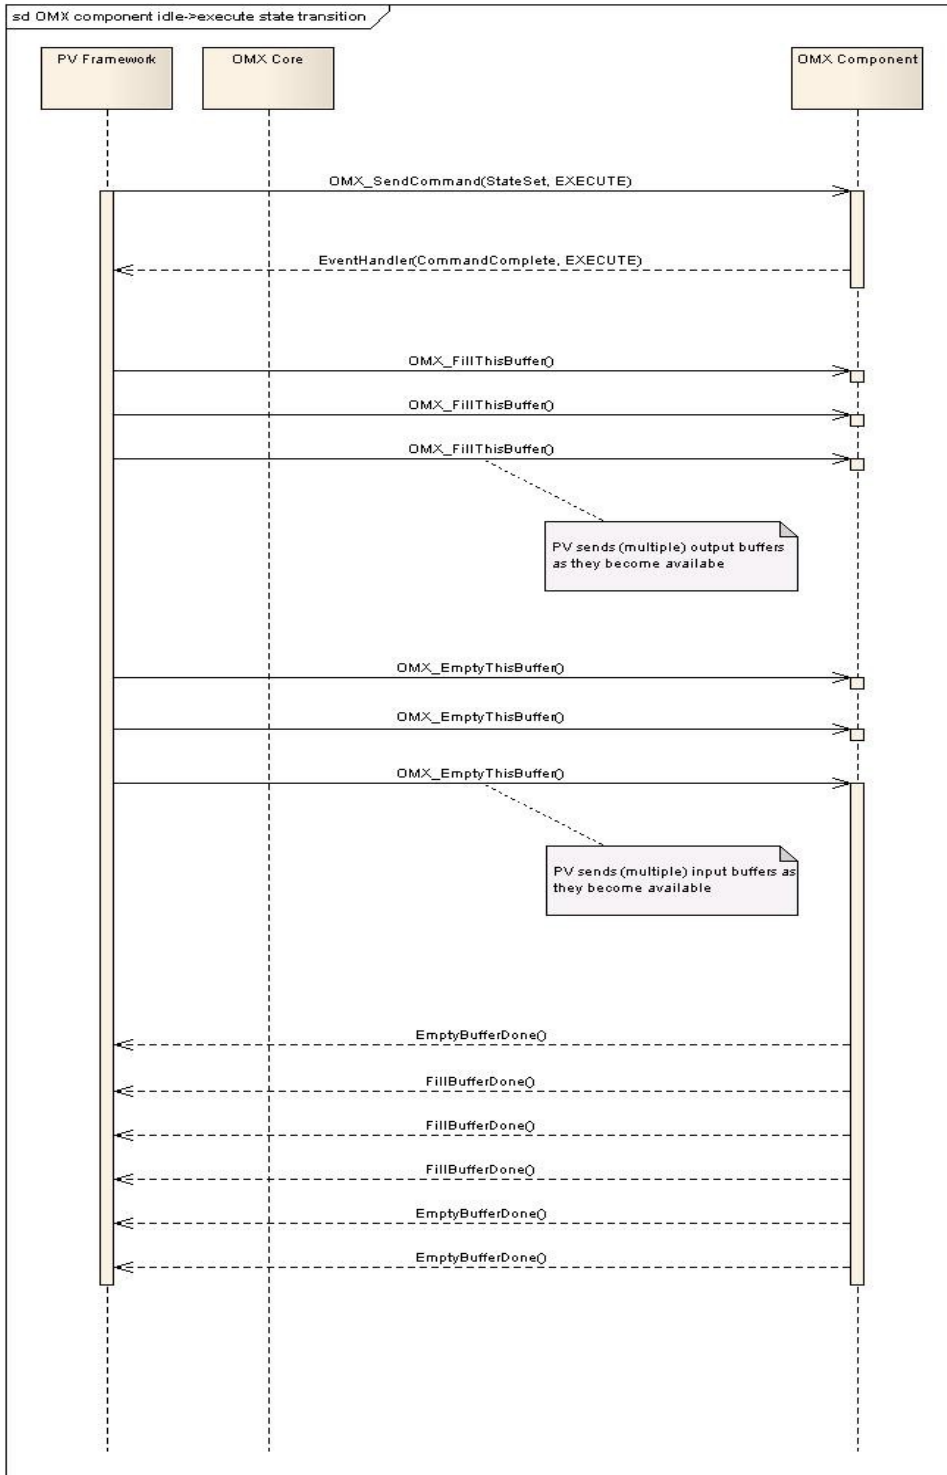 sd OMX component idle->execute state transition
PV Framework
OMX Core
OMX Component
OMX_SendCommand(StateSet, EXECUTE)
EventHandler(CommandComplete, EXECUTE)
OMX_FillThisBuffer()
OMX_FillThisBuffer()
OMX_FillThisBuffer()
PV sends (multiple) output buffers
as they become availabe
OMX_EmptyThisBuffer()
OMX_EmptyThisBuffer()
OMX_EmptyThisBuffer()
PV sends (multiple) input buffers as
they become available
EmptyBufferDone()
FillBufferDone()
FillBufferDone()
FillBufferDone()
EmptyBufferDone()
EmptyBufferDone()